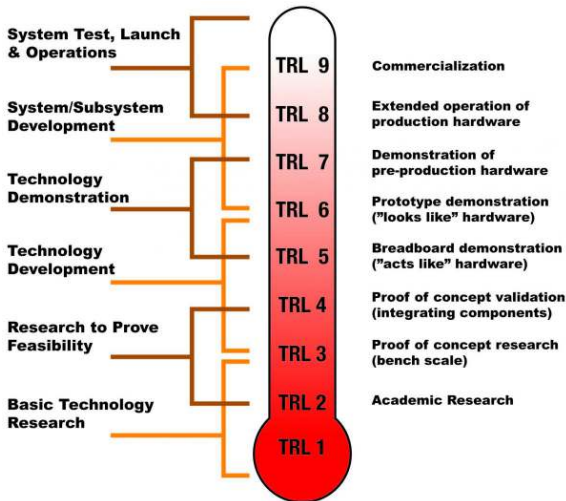 System Test, Launch
& Operations
System/Subsystem
Development
Technology
Demonstration
Technology
Development
Research to Prove
Feasibility
Basic Technology
Research
TRL 9
TRL 8
TRL 7
TRL 6
TRL 5
TRL 4
TRL 3
TRL 2
TRL 1
Commercialization
Extended operation of
production hardware
Demonstration of
pre-production hardware
Prototype demonstration
("looks like" hardware)
Breadboard demonstration
("acts like" hardware)
Proof of concept validation
(integrating components)
Proof of concept research
(bench scale)
Academic Research